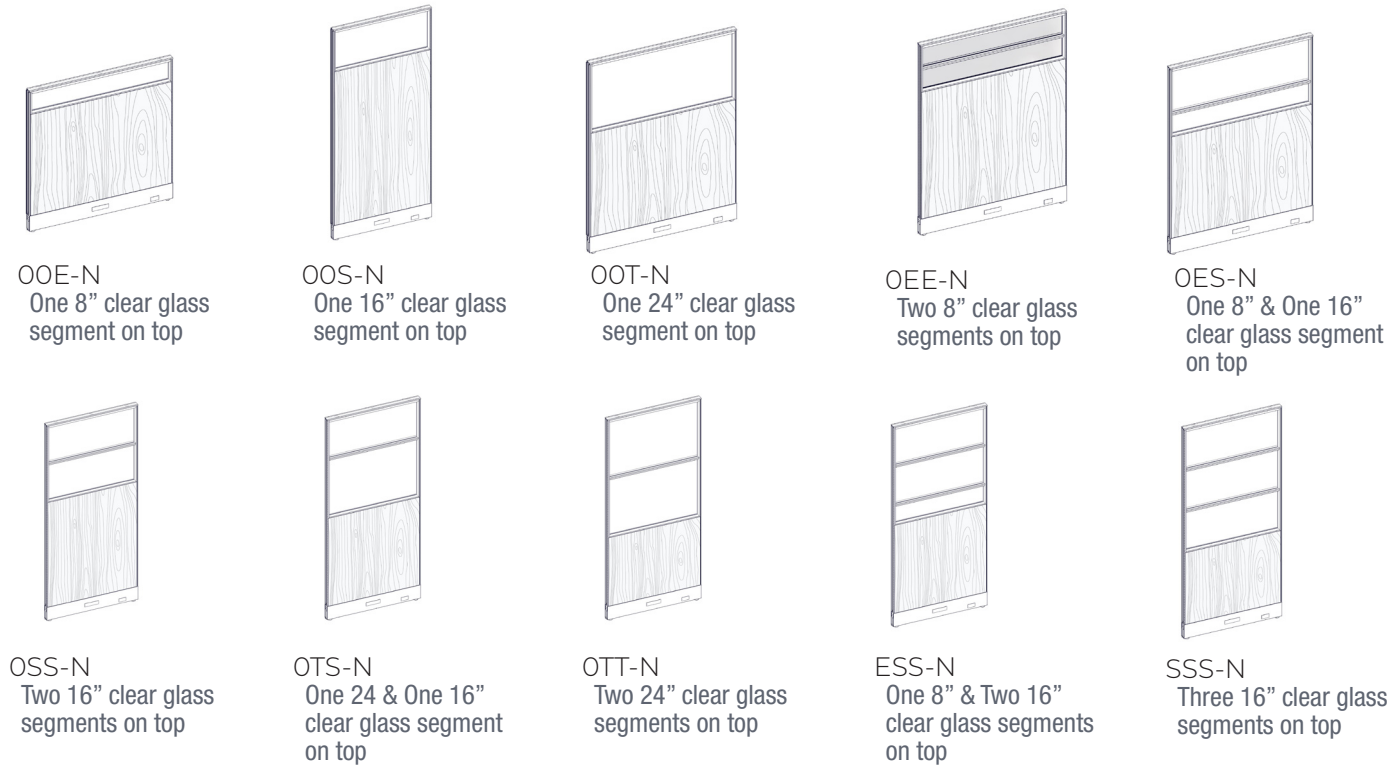 00E-N
One 8” clear glass
segment on top
00S-N
One 16” clear glass
segment on top
00T-N
One 24” clear glass
segment on top
0EE-N
Two 8” clear glass
segments on top
0ES-N
One 8” & One 16”
clear glass segment
on top
0SS-N
Two 16” clear glass
segments on top
0TS-N
One 24 & One 16”
clear glass segment
on top
0TT-N
Two 24” clear glass
segments on top
ESS-N
One 8” & Two 16”
clear glass segments
on top
SSS-N
Three 16” clear glass
segments on top